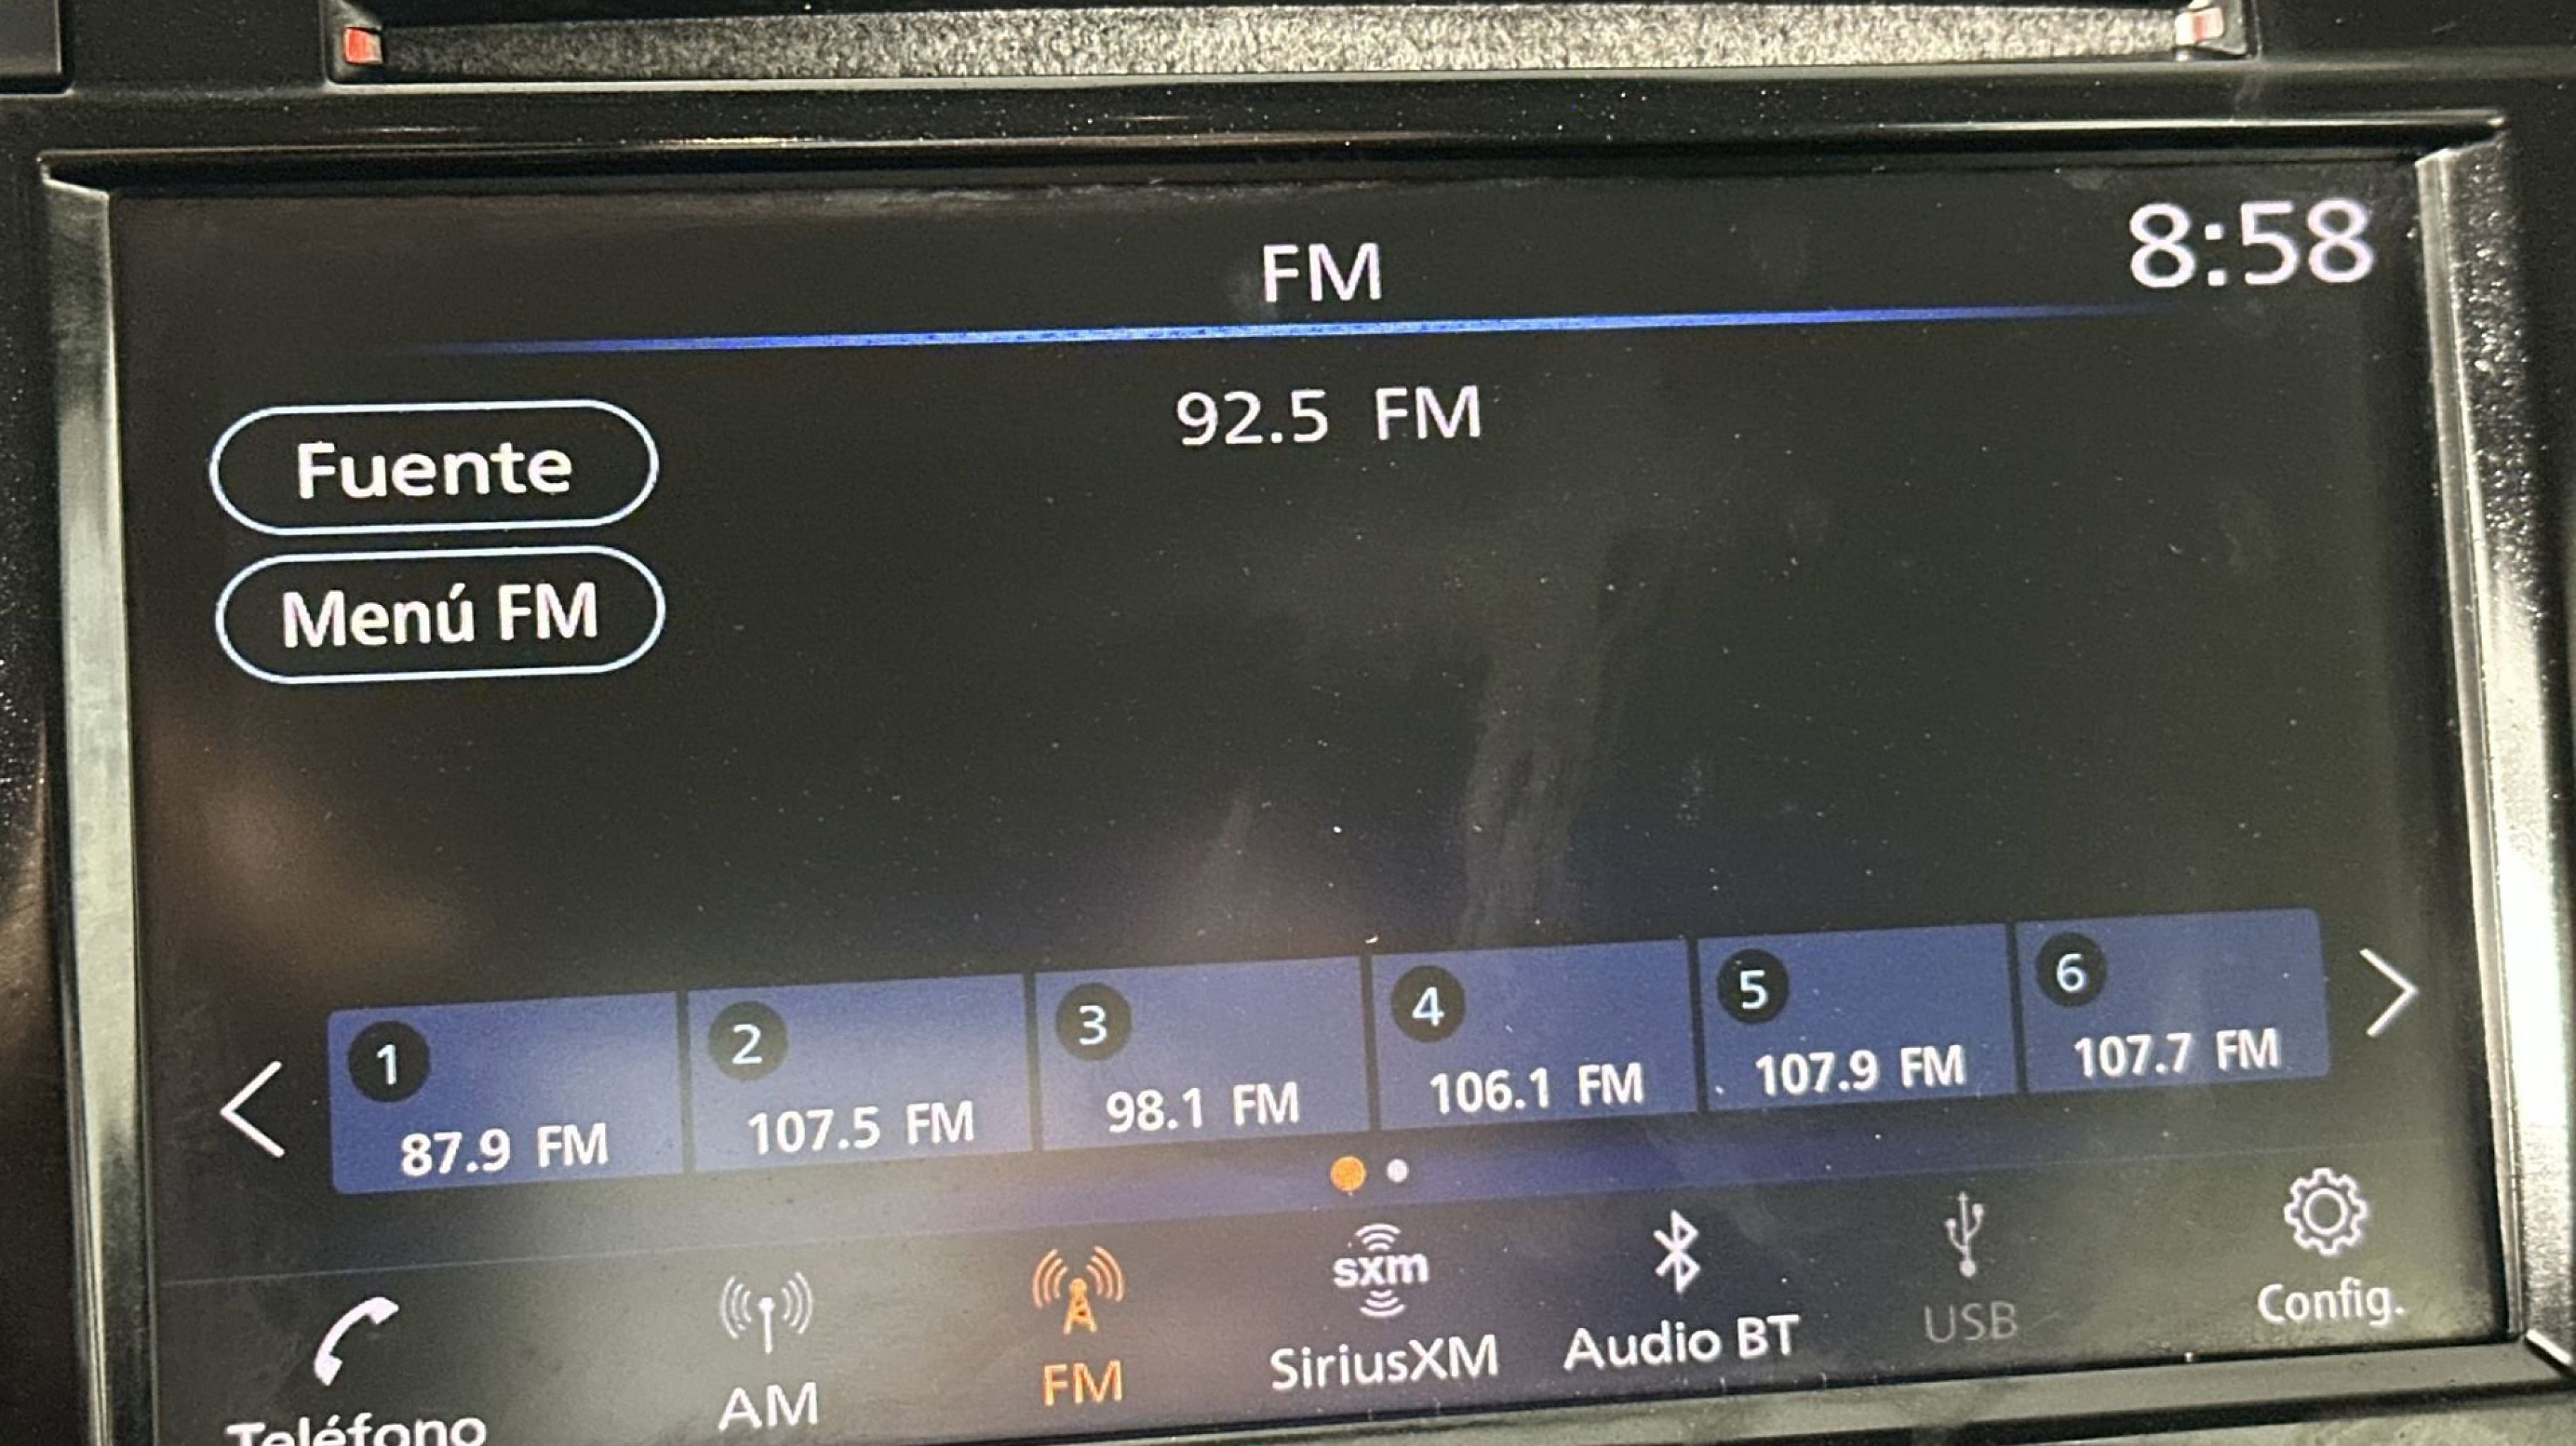 FM
8:58
92.5 FM
Fuente
Menú FM
1
87.9 FM
2
107.5 FM
3
98.1 FM
4
106.1 FM
5
107.9 FM
6
107.7 FM
Teléfono
AM
FM
sxm
SiriusXM
Audio BT
USB
Config.